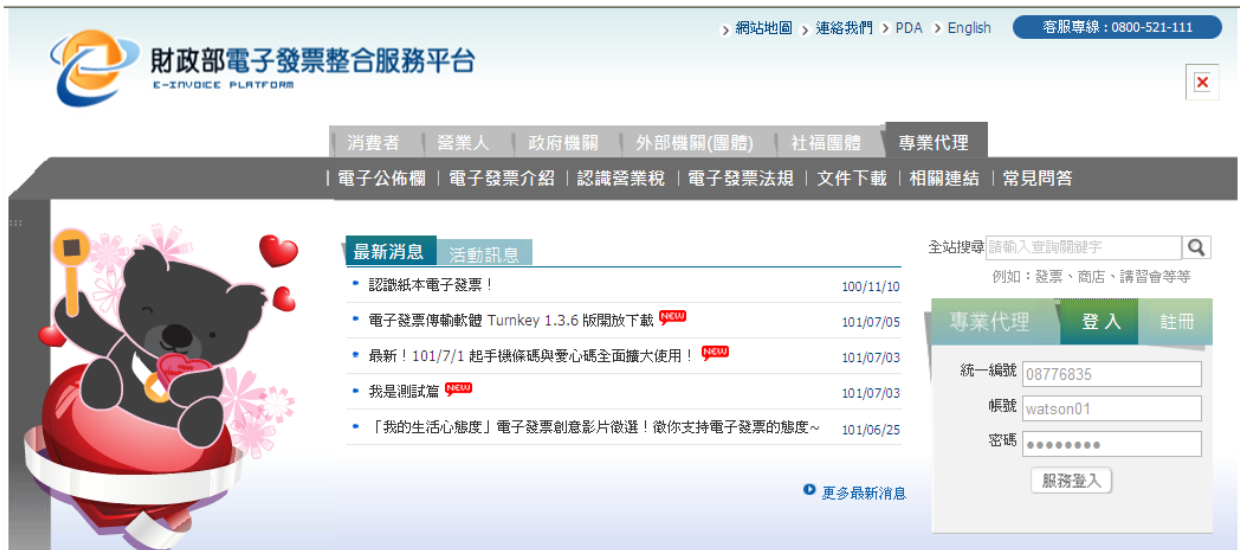 網站地圖 連絡我們 PDA English 客服專線：0800-521-111
財政部電子發票整合服務平台
E-INVOICE PLATFORM
消費者 營業人 政府機關 外部機關(團體) 社福團體 專業代理
電子公佈欄 電子發票介紹 認識營業稅 電子發票法規 文件下載 相關連結 常見問答
最新消息 活動訊息
認識紙本電子發票！ 100/11/10
電子發票傳輸軟體 Turnkey 1.3.6 版開放下載 NEW 101/07/05
最新！101/7/1 起手機條碼與愛心碼全面擴大使用！ NEW 101/07/03
我是測試篇 NEW 101/07/03
「我的生活心態度」電子發票創意影片徵選！徵你支持電子發票的態度~ 101/06/25
更多最新消息
全站搜尋 請輸入查詢關鍵字
例如：發票、商店、講習會等等
專業代理 登入 註冊
統一編號 08776835
帳號 watson01
密碼 ●●●●●●●●
服務登入